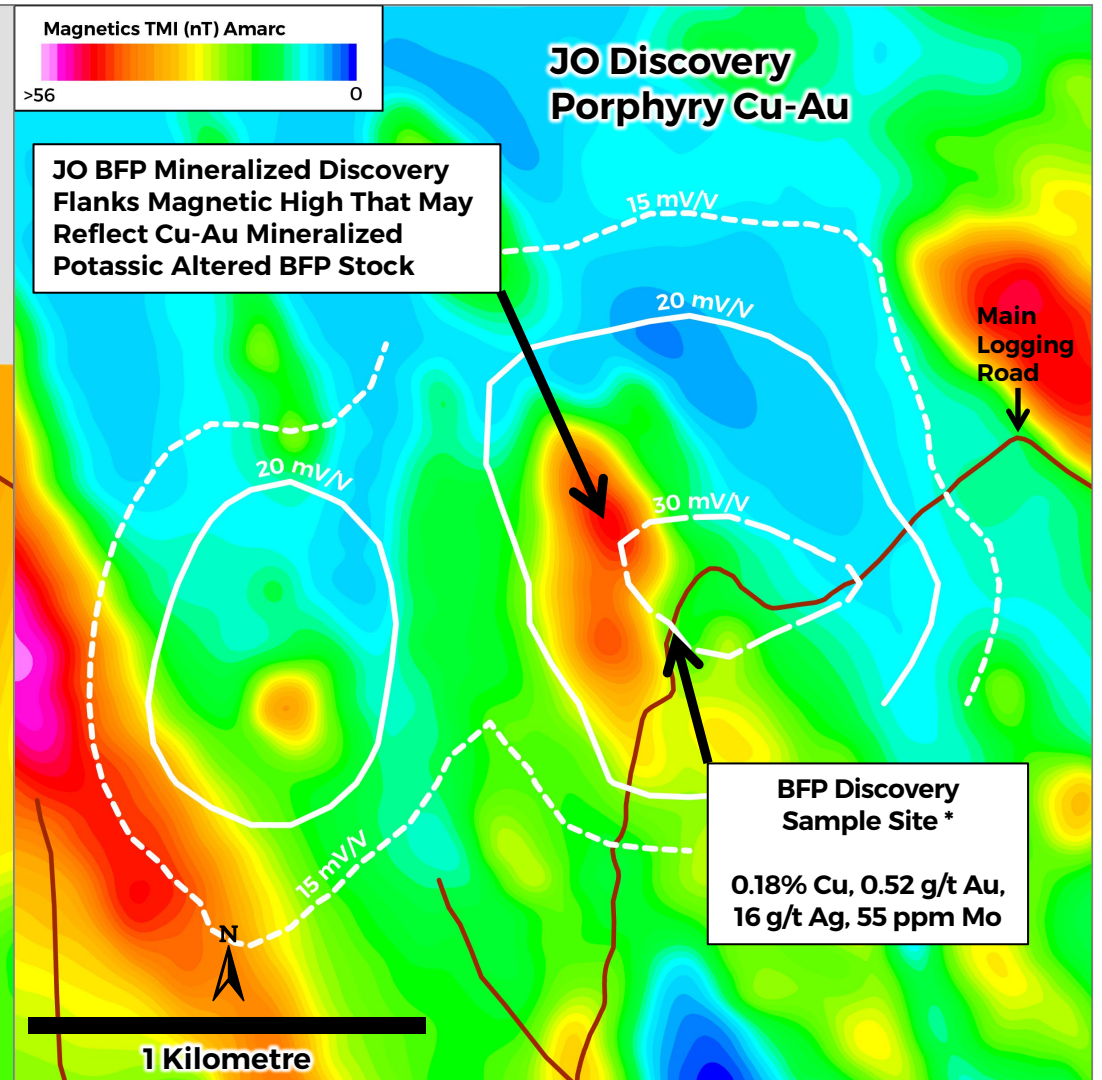 Magnetics TMI (nT) Amarc
>56
0
JO Discovery
Porphyry Cu-Au
JO BFP Mineralized Discovery
Flanks Magnetic High That May
Reflect Cu-Au Mineralized
Potassic Altered BFP Stock
15 mV/V
20 mV/V
Main
Logging
Road
20 mV/V
30 mV/V
BFP Discovery
Sample Site *
0.18% Cu, 0.52 g/t Au,
16 g/t Ag, 55 ppm Mo
15 mV/V
N
1 Kilometre